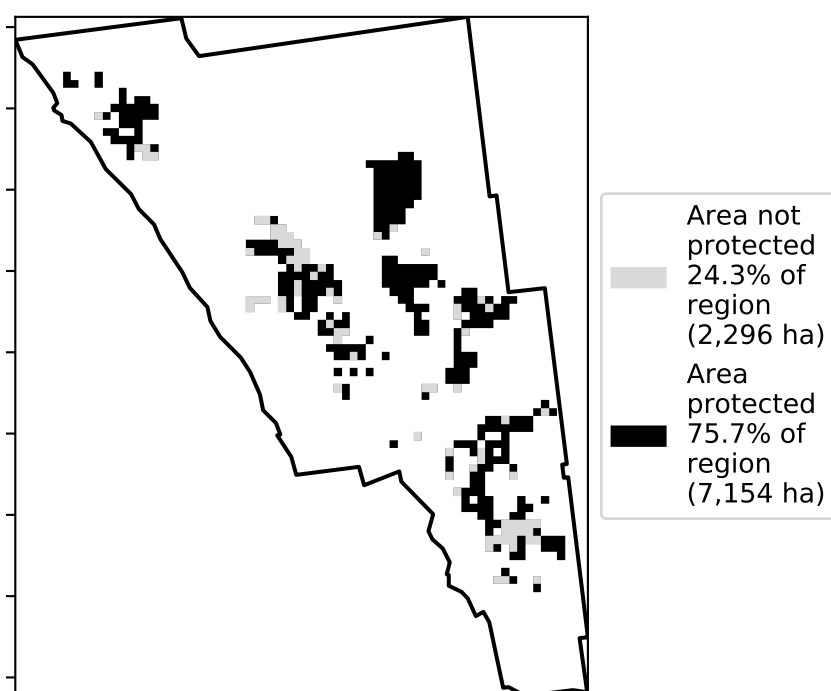 Area not
protected
24.3% of
region
(2,296 ha)
Area
protected
75.7% of
region
(7,154 ha)